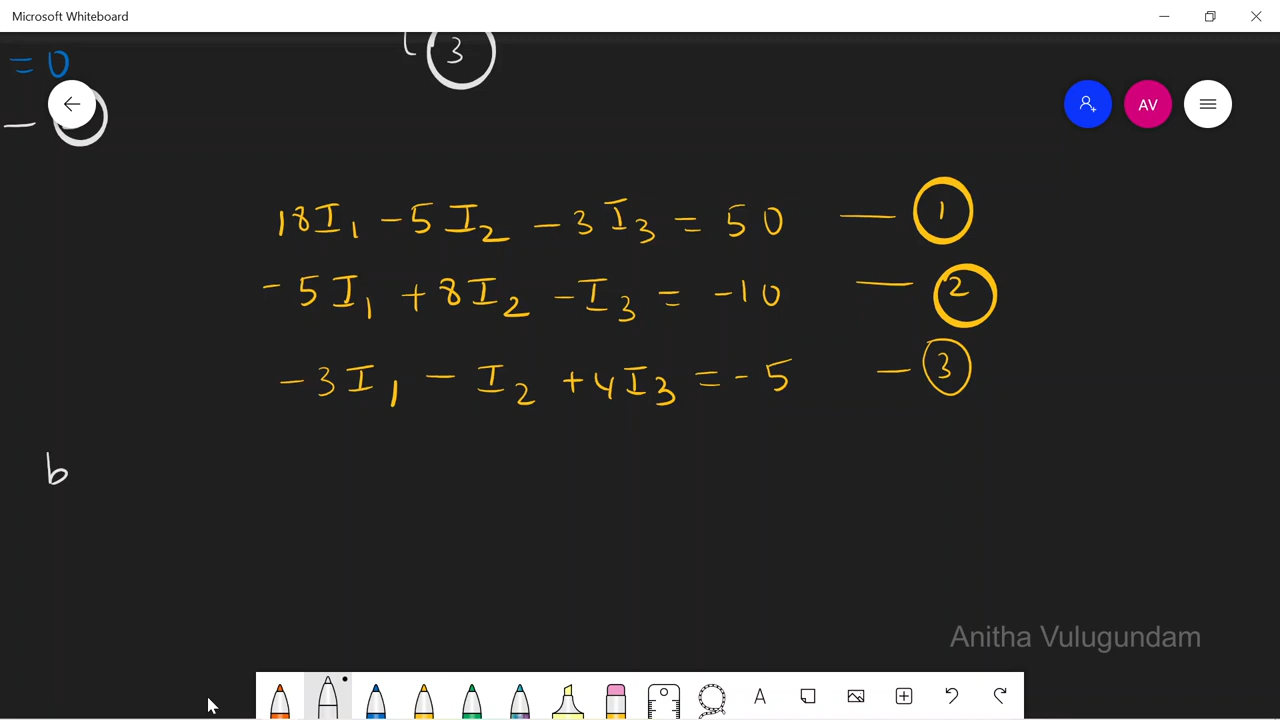 Microsoft Whiteboard
= 0
3
—
AV
18I₁ - 5I₂ - 3I₃ = 50 — 1
-5I₁ + 8I₂ - I₃ = -10 — 2
-3I₁ - I₂ + 4I₃ = -5 — 3
b
Anitha Vulugundam
A